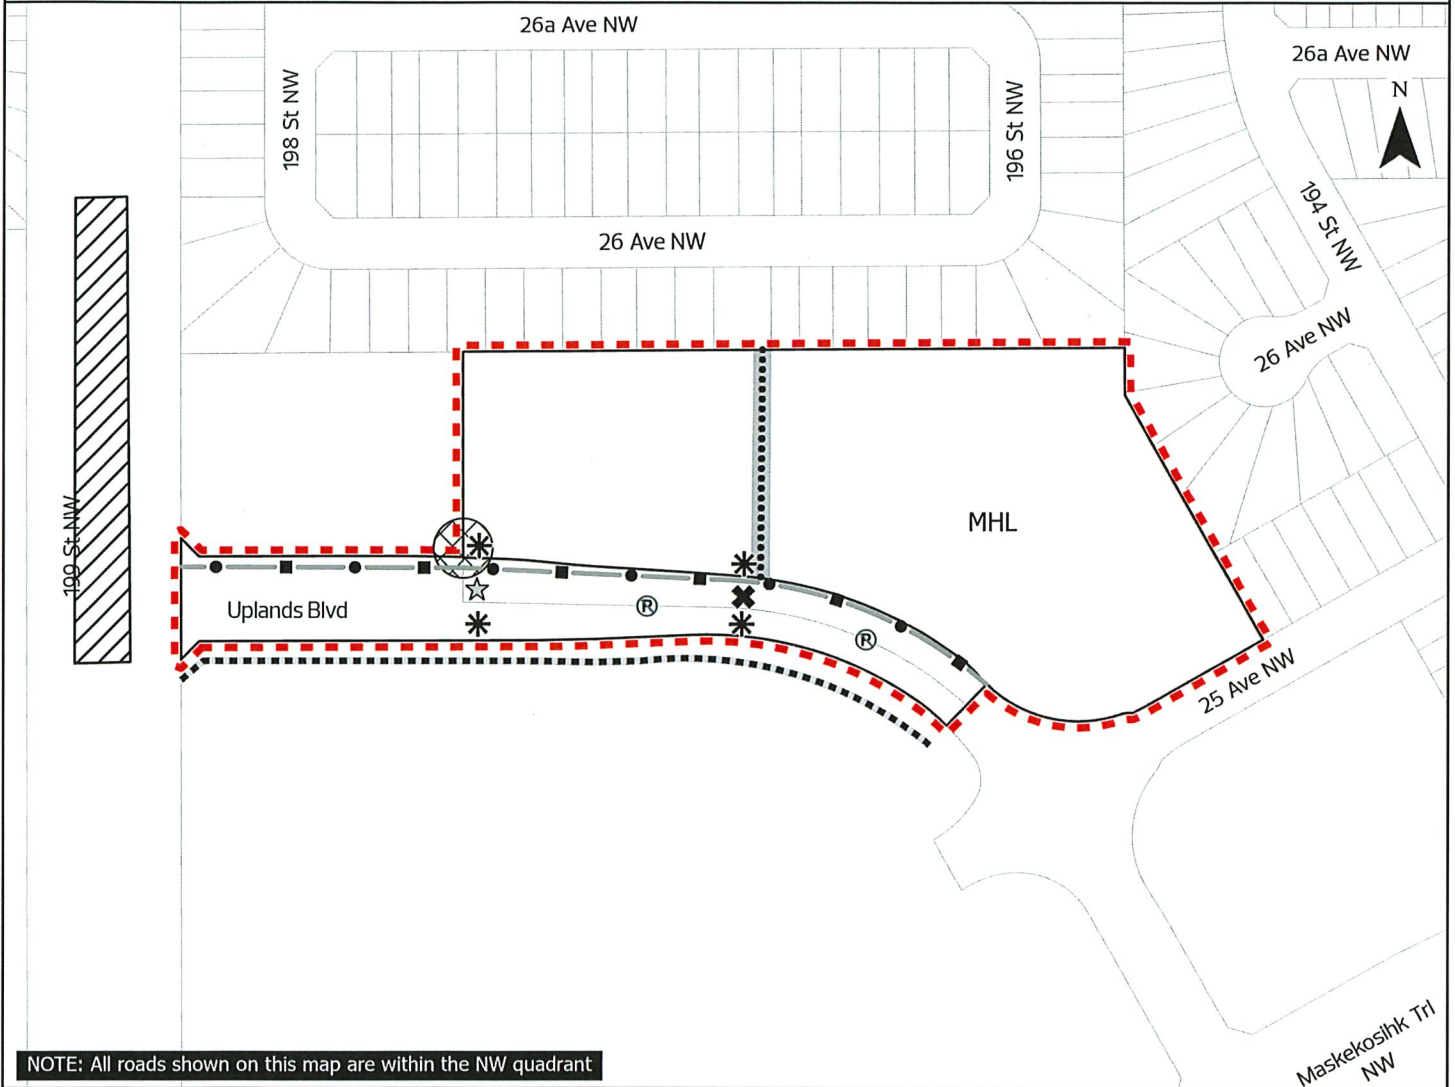 26a Ave NW
26a Ave NW
N
198 St NW
196 St NW
194 St NW
26 Ave NW
26 Ave NW
MHL
199 St NW
Uplands Blvd
®
®
25 Ave NW
Maskekosihk Trl
NW
NOTE: All roads shown on this map are within the NW quadrant